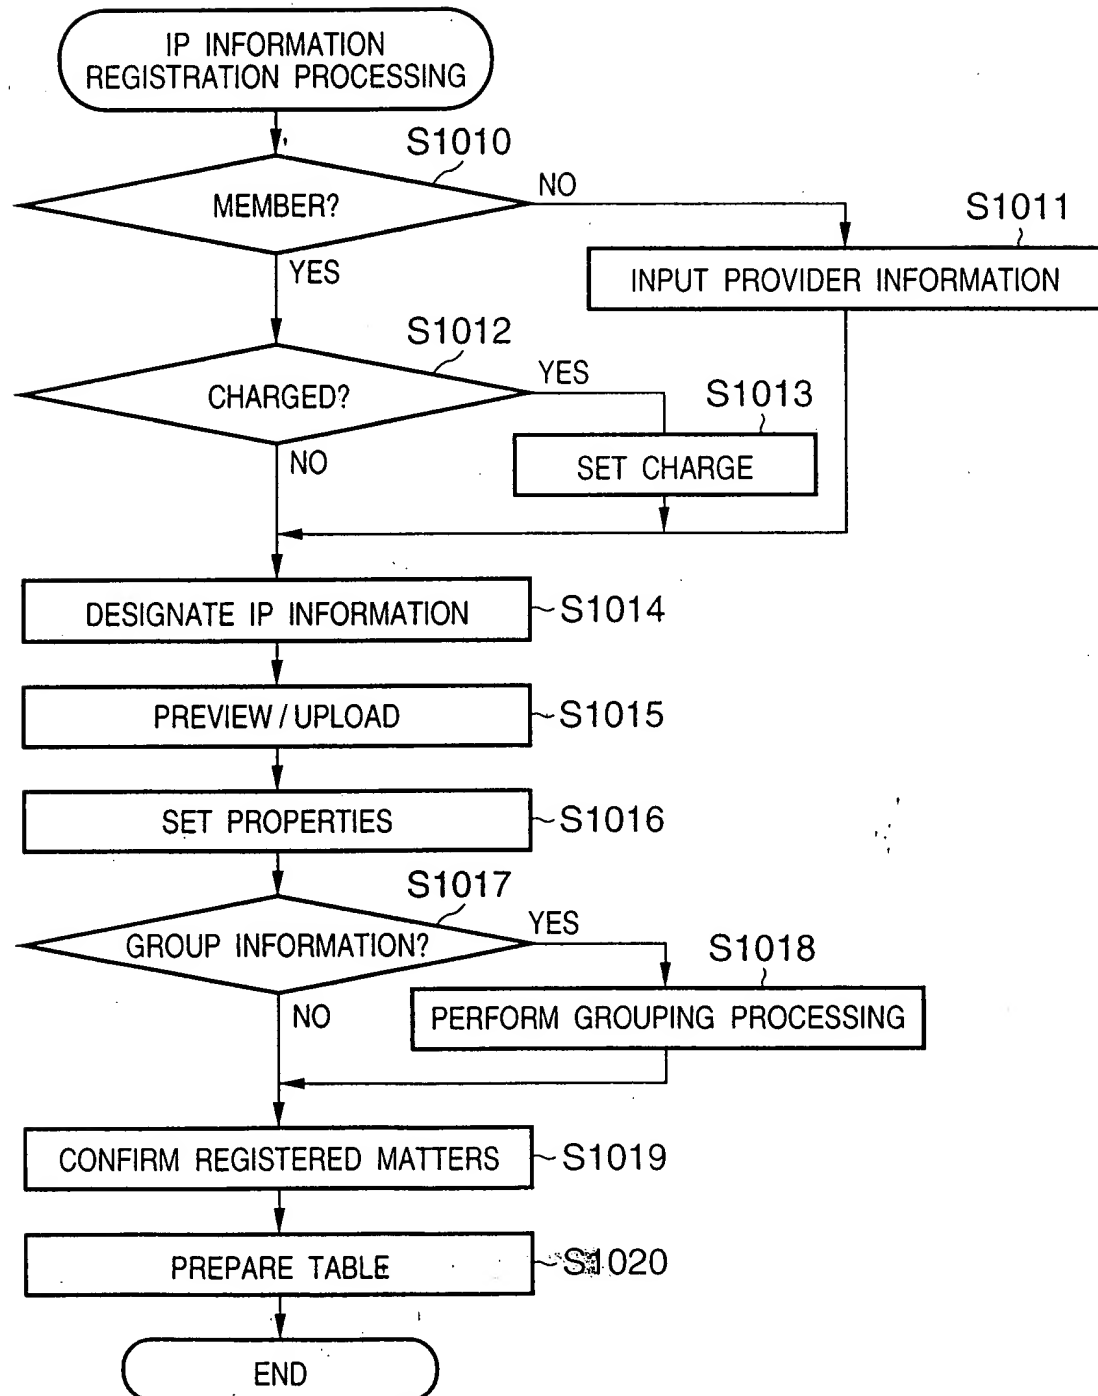 IP INFORMATION
REGISTRATION PROCESSING
S1010
MEMBER?
NO
YES
S1011
INPUT PROVIDER INFORMATION
S1012
CHARGED?
YES
NO
S1013
SET CHARGE
DESIGNATE IP INFORMATION
S1014
PREVIEW / UPLOAD
S1015
SET PROPERTIES
S1016
S1017
GROUP INFORMATION?
YES
NO
S1018
PERFORM GROUPING PROCESSING
CONFIRM REGISTERED MATTERS
S1019
PREPARE TABLE
S1020
END